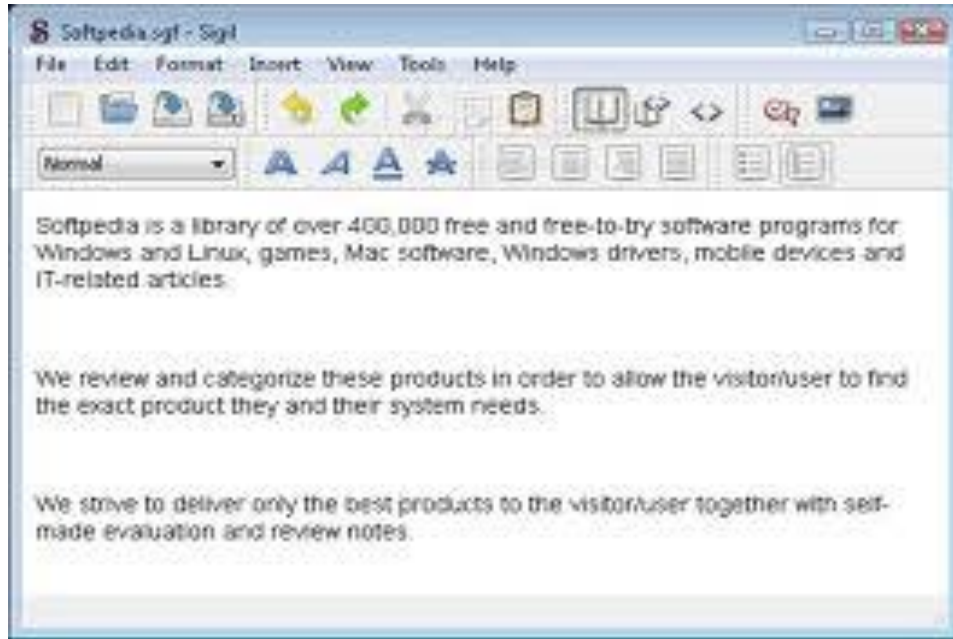 Softpedia.sgf - Sigil
File Edit Format Insert View Tools Help
Normal
Softpedia is a library of over 400,000 free and free-to-try software programs for
Windows and Linux, games, Mac software, Windows drivers, mobile devices and
IT-related articles.
We review and categorize these products in order to allow the visitor/user to find
the exact product they and their system needs.
We strive to deliver only the best products to the visitor/user together with self-
made evaluation and review notes.